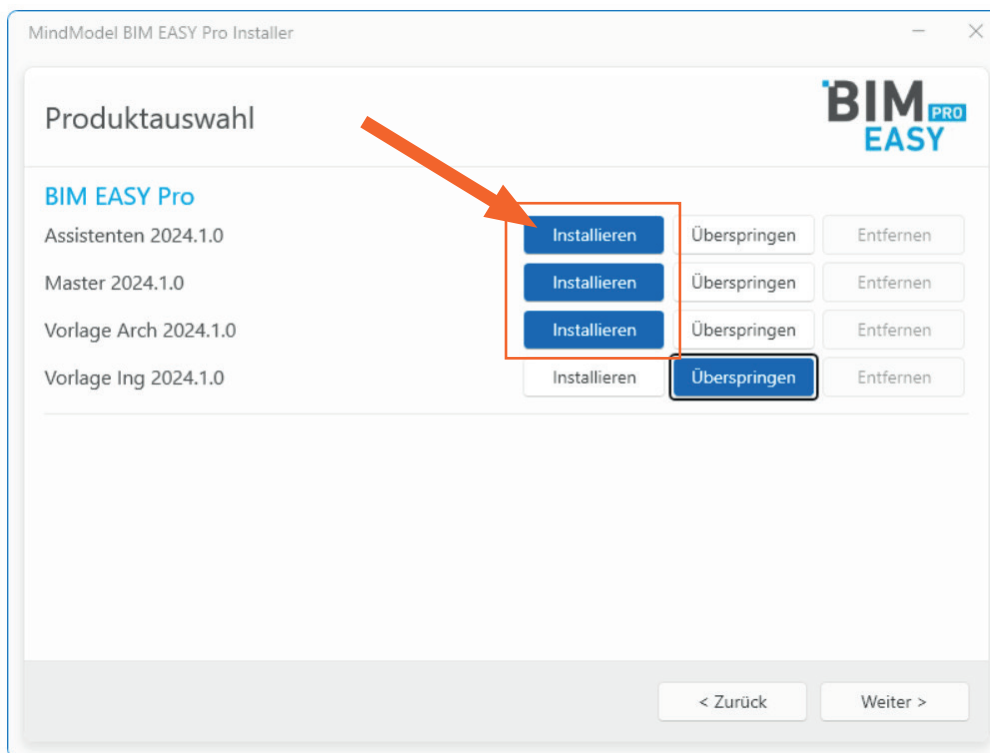 MindModel BIM EASY Pro Installer
Produktauswahl
BIM PRO
EASY
BIM EASY Pro
Assistenten 2024.1.0 Installieren Überspringen Entfernen
Master 2024.1.0 Installieren Überspringen Entfernen
Vorlage Arch 2024.1.0 Installieren Überspringen Entfernen
Vorlage Ing 2024.1.0 Installieren Überspringen Entfernen
< Zurück Weiter >